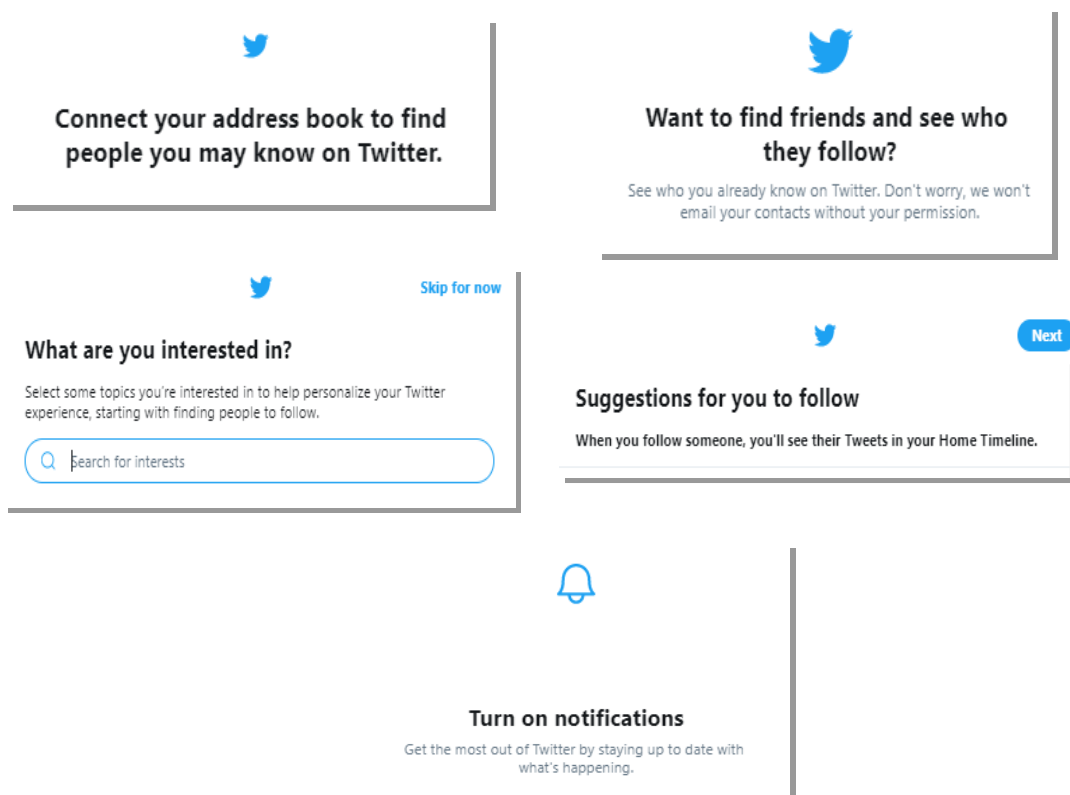 Connect your address book to find
people you may know on Twitter.
Want to find friends and see who
they follow?
See who you already know on Twitter. Don't worry, we won't
email your contacts without your permission.
Skip for now
What are you interested in?
Select some topics you're interested in to help personalize your Twitter
experience, starting with finding people to follow.
Search for interests
Next
Suggestions for you to follow
When you follow someone, you'll see their Tweets in your Home Timeline.
Turn on notifications
Get the most out of Twitter by staying up to date with
what's happening.